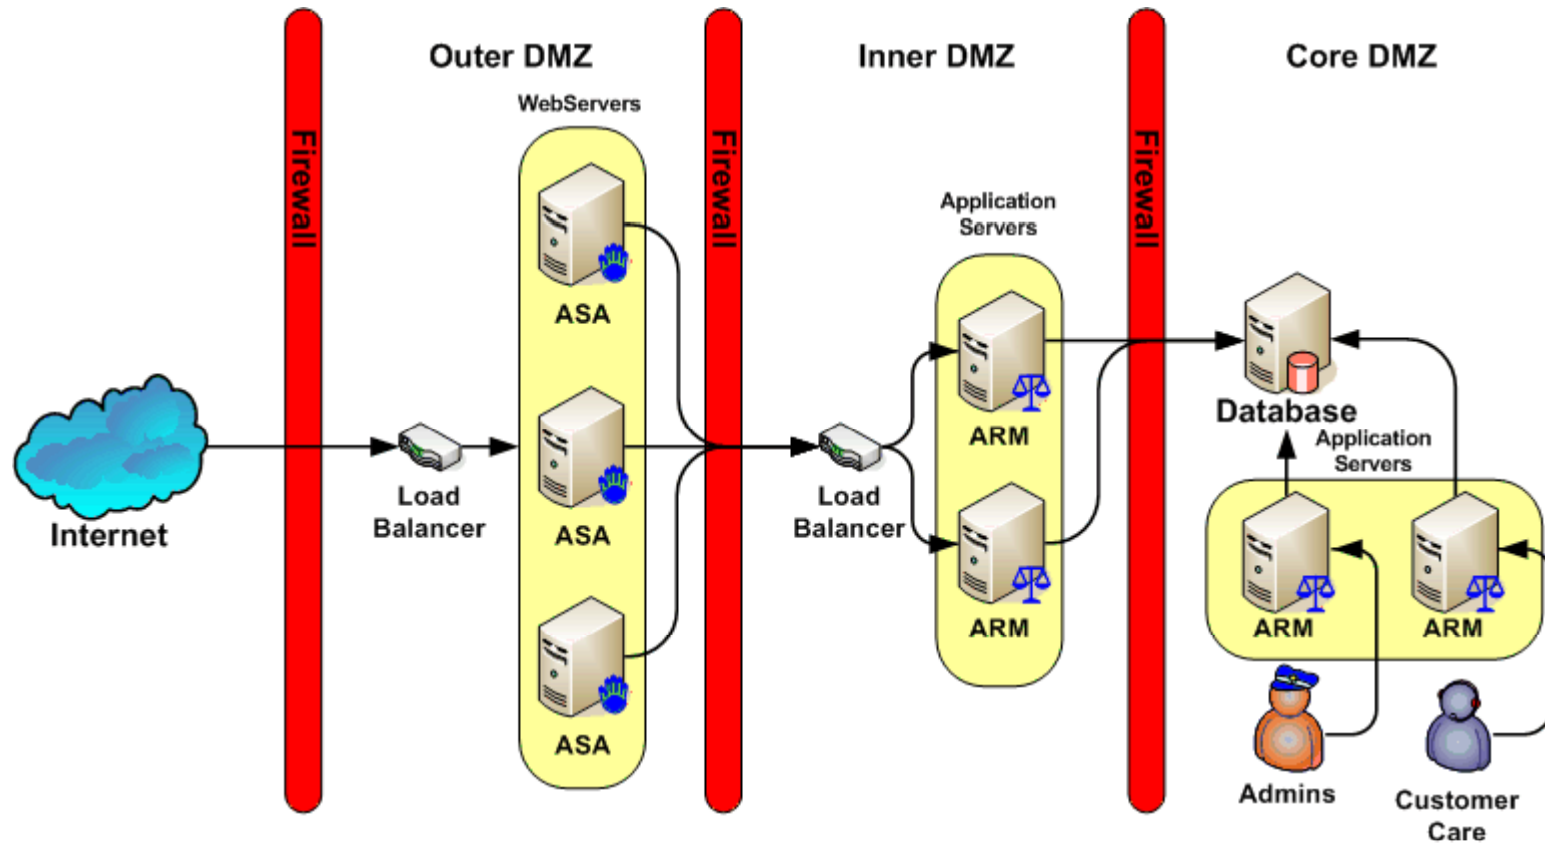 Outer DMZ
Inner DMZ
Core DMZ
WebServers
Firewall
Firewall
Firewall
Application
Servers
ASA
ASA
ASA
Internet
Load
Balancer
Load
Balancer
ARM
ARM
Database
Application
Servers
ARM
ARM
Admins
Customer
Care